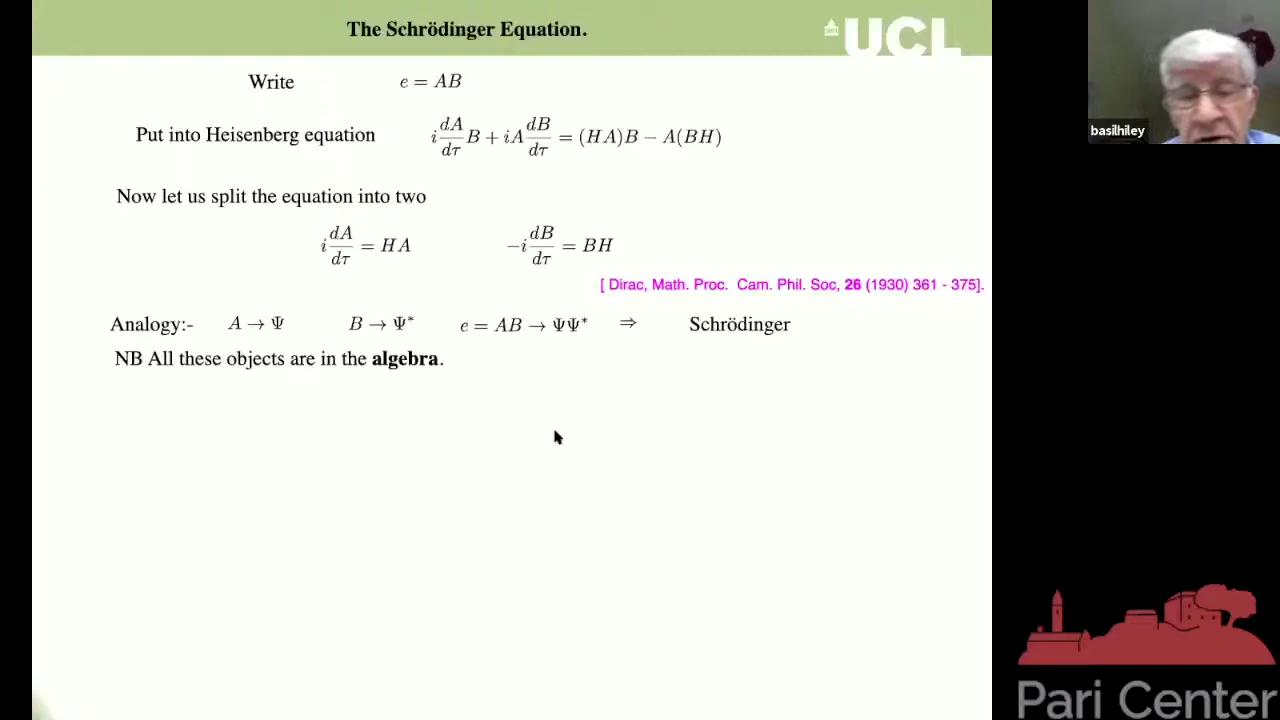 The Schrödinger Equation.
UCL
basilhiley
Write e = AB
Put into Heisenberg equation i dA/dτ B + iA dB/dτ = (HA)B − A(BH)
Now let us split the equation into two
i dA/dτ = HA −i dB/dτ = BH
[ Dirac, Math. Proc. Cam. Phil. Soc, 26 (1930) 361 - 375].
Analogy:- A → Ψ B → Ψ* e = AB → ΨΨ* ⇒ Schrödinger
NB All these objects are in the algebra.
Pari Center